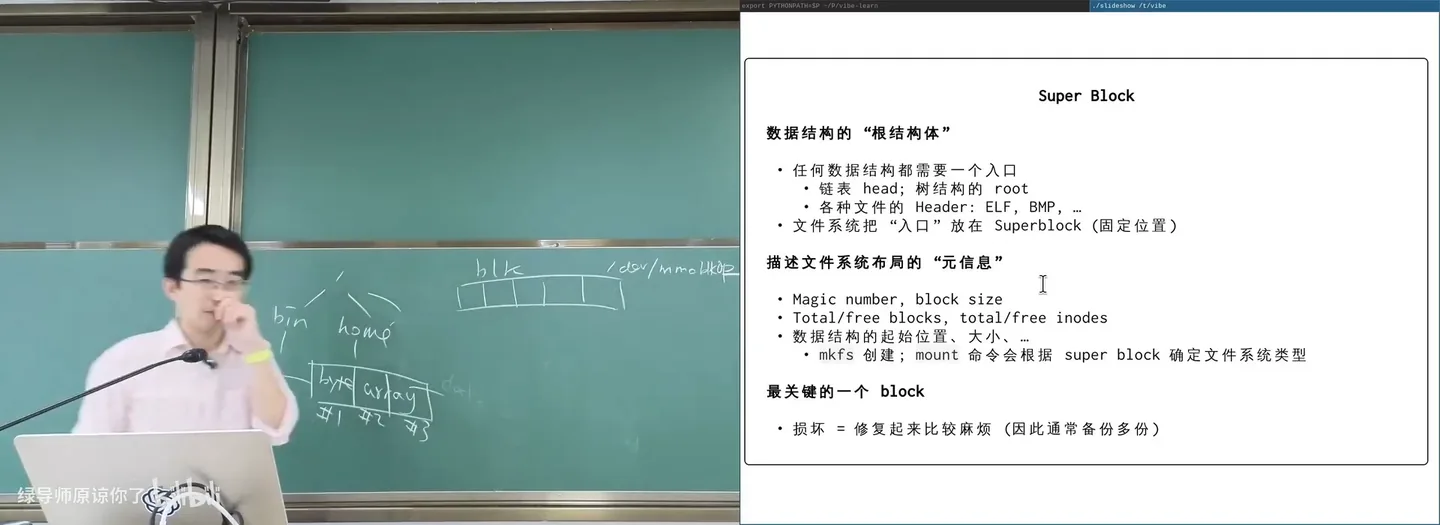 export PYTHONPATH=$P ~/P/vibe-learn
./slideshow /t/vibe
Super Block
数据结构的 “根结构体”
• 任何数据结构都需要一个入口
• 链表 head; 树结构的 root
• 各种文件的 Header: ELF, BMP, …
• 文件系统把 “入口” 放在 Superblock (固定位置)
描述文件系统布局的 “元信息”
• Magic number, block size
• Total/free blocks, total/free inodes
• 数据结构的起始位置、大小、…
• mkfs 创建; mount 命令会根据 super block 确定文件系统类型
最关键的一个 block
• 损坏 = 修复起来比较麻烦 (因此通常备份多份)
/
bin
home
blk
byte array
#1 #2 #3
绿导师原谅你了
bilibili